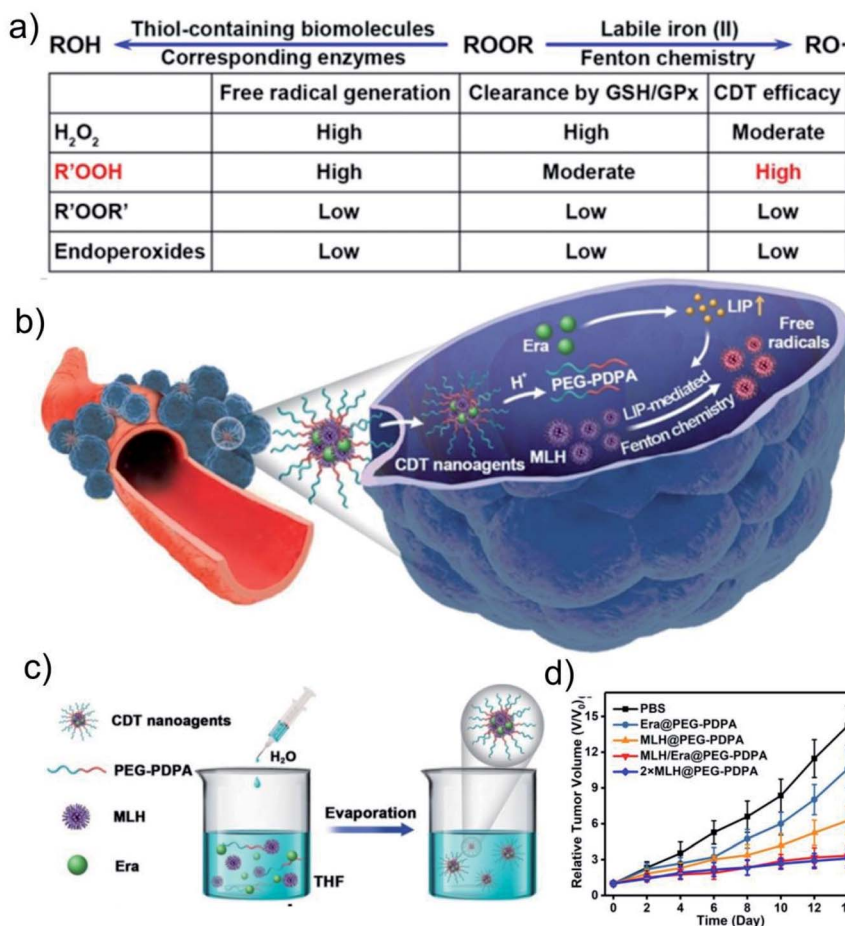 a)
ROH Thiol-containing biomolecules ROOR Labile iron (II) RO·
Corresponding enzymes Fenton chemistry
Free radical generation Clearance by GSH/GPx CDT efficacy
H₂O₂ High High Moderate
R'OOH High Moderate High
R'OOR' Low Low Low
Endoperoxides Low Low Low
b)
LIP
Era
Free
radicals
H⁺
PEG-PDPA
LIP-mediated
Fenton chemistry
CDT nanoagents
MLH
c)
CDT nanoagents
H₂O
PEG-PDPA
Evaporation
MLH
Era
THF
d)
Relative Tumor Volume (V/V₀)
15
12
9
6
3
0
PBS
Era@PEG-PDPA
MLH@PEG-PDPA
MLH/Era@PEG-PDPA
2×MLH@PEG-PDPA
0 2 4 6 8 10 12
Time (Day)